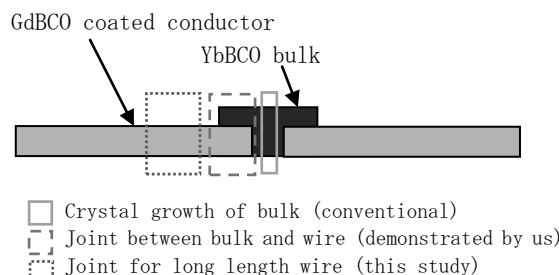 GdBCO coated conductor
YbBCO bulk
Crystal growth of bulk (conventional)
Joint between bulk and wire (demonstrated by us)
Joint for long length wire (this study)